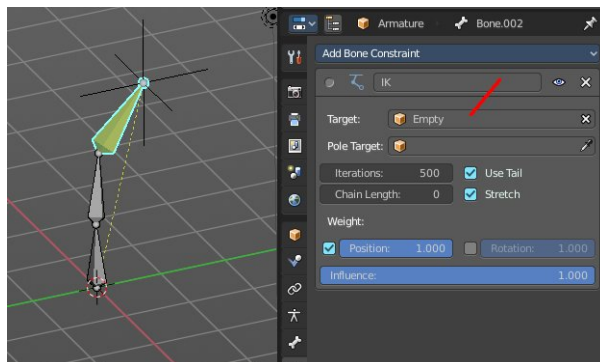 Armature Bone.002
Add Bone Constraint
IK
Target: Empty
Pole Target:
Iterations: 500 Use Tail
Chain Length: 0 Stretch
Weight:
Position: 1.000 Rotation: 1.000
Influence: 1.000